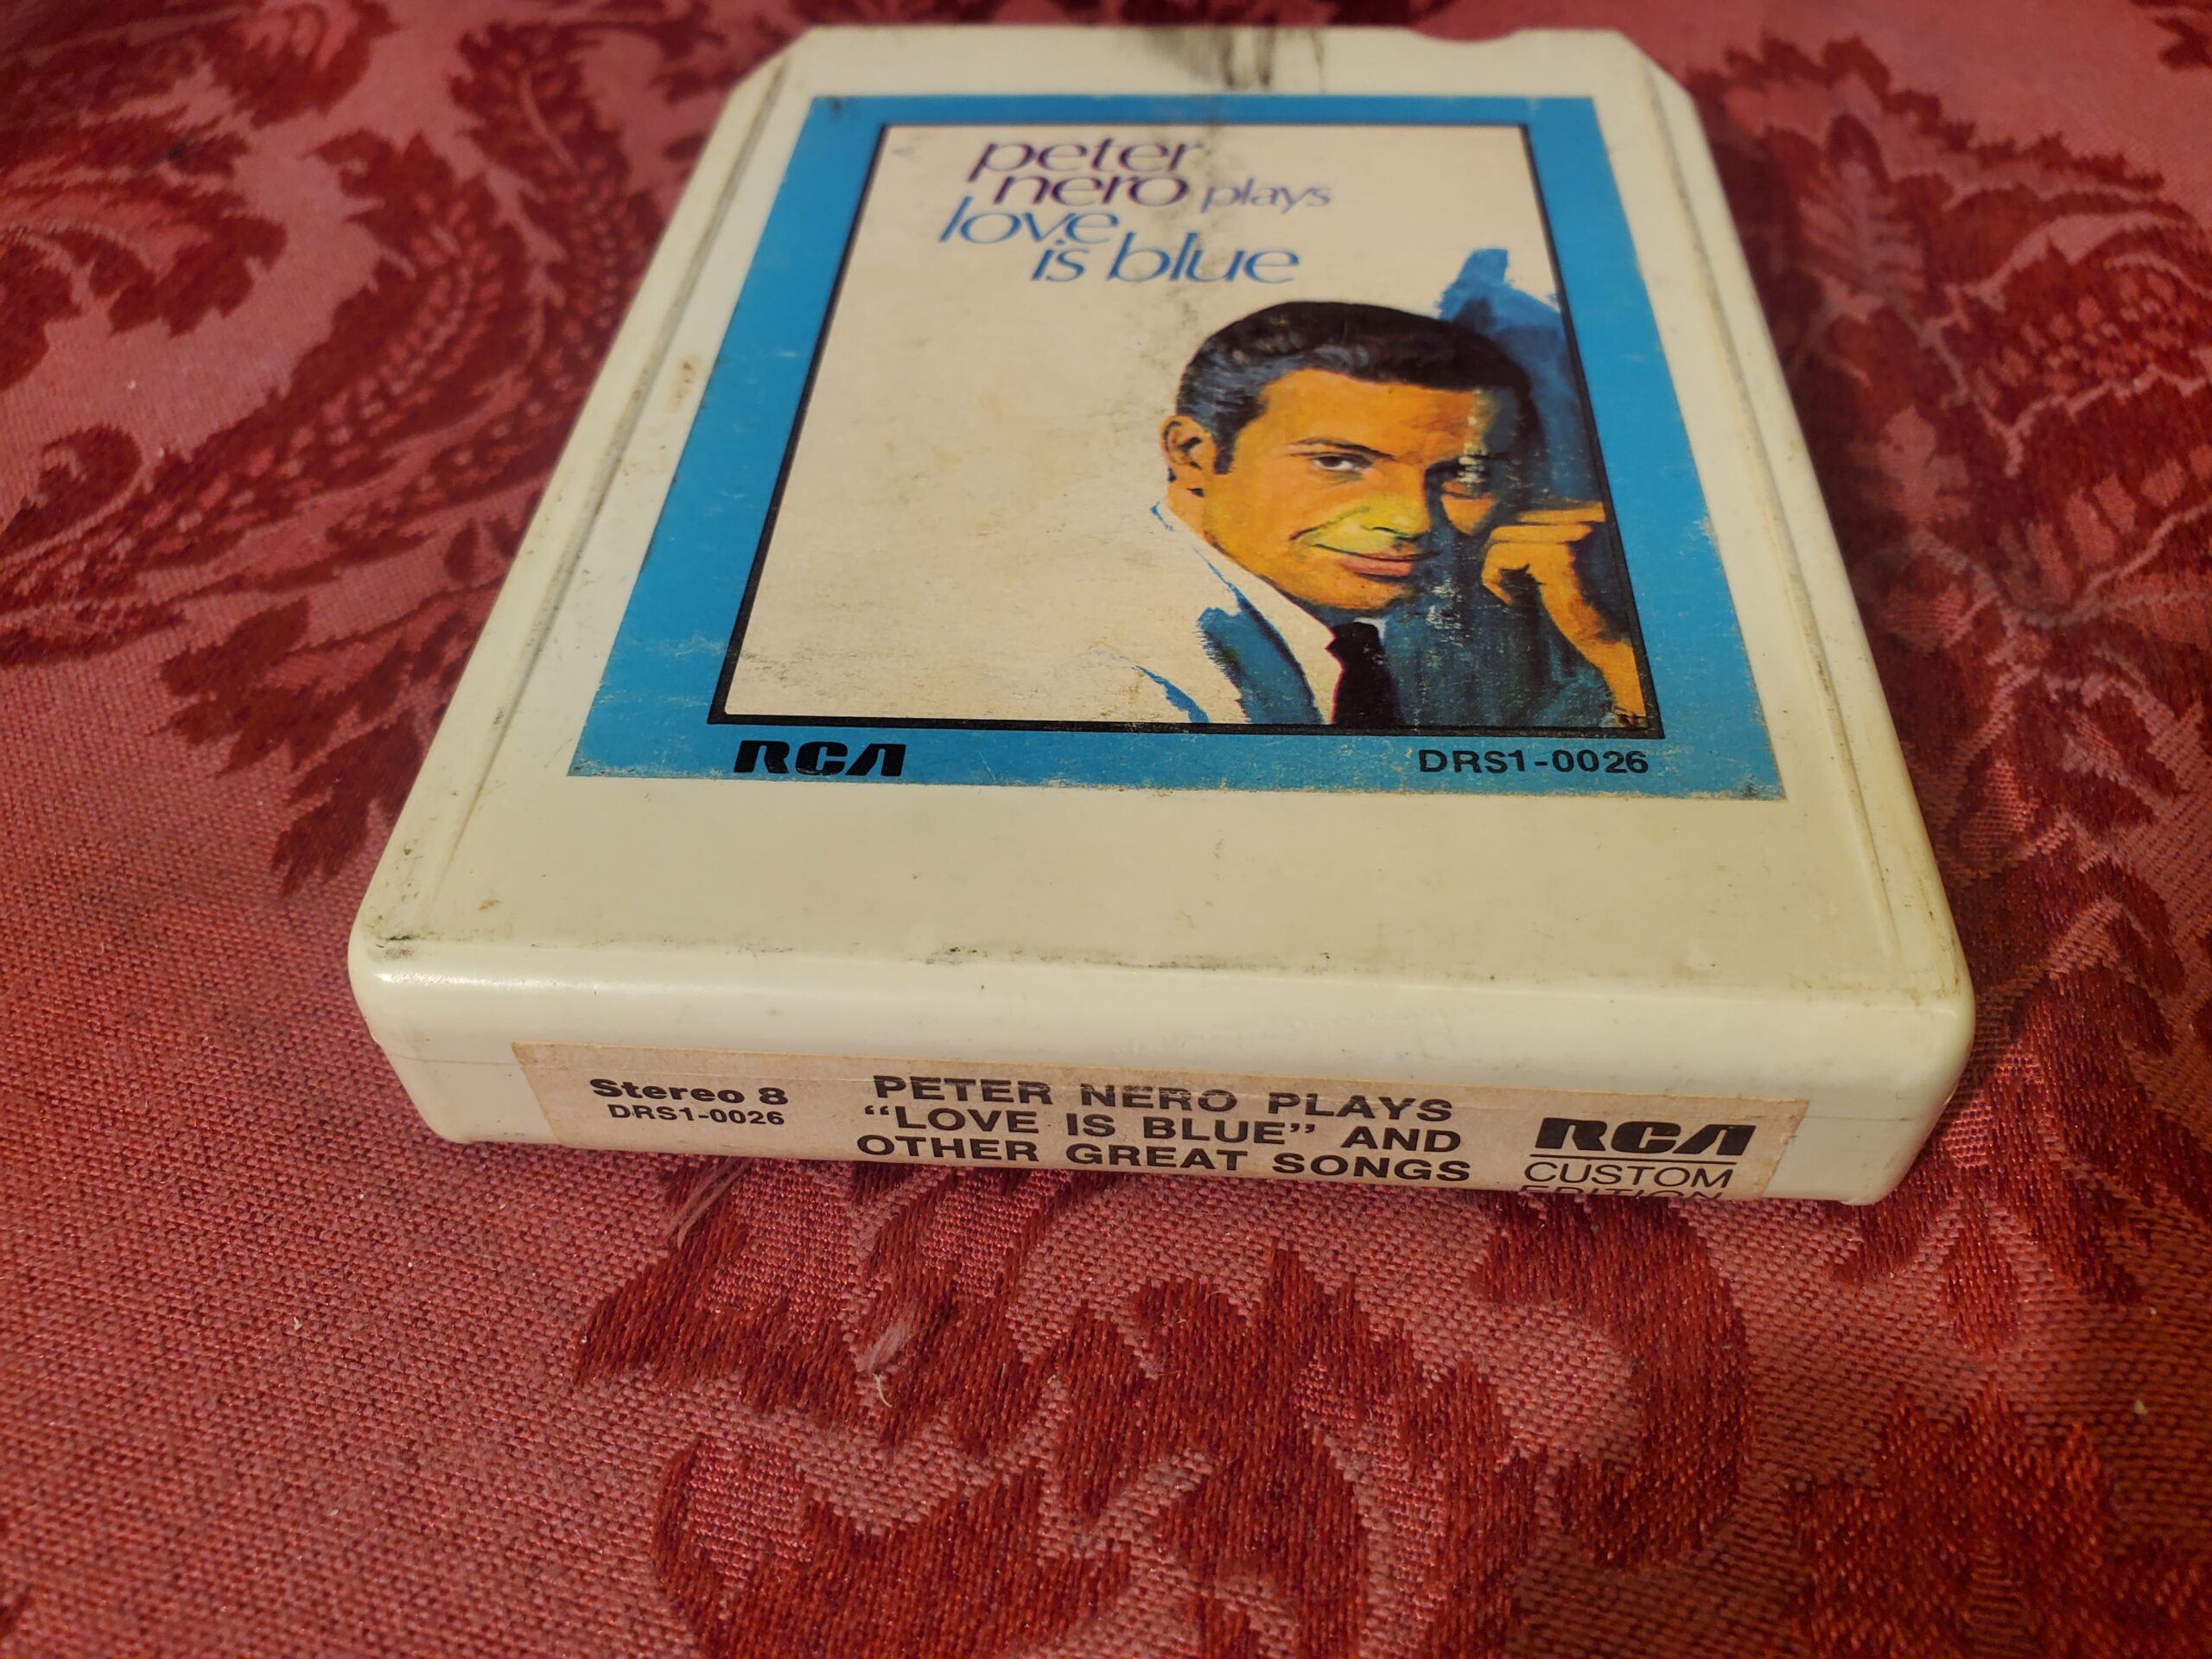 peter
nero plays
love
is blue
RCA
DRS1-0026
Stereo 8
DRS1-0026
PETER NERO PLAYS
“LOVE IS BLUE” AND
OTHER GREAT SONGS
RCA
CUSTOM
EDITION